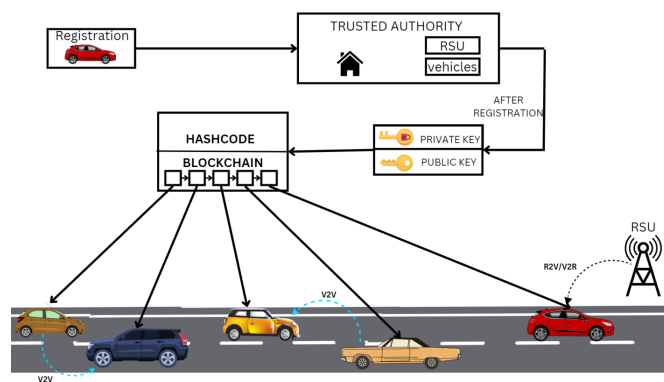 Registration
TRUSTED AUTHORITY
RSU
vehicles
AFTER
REGISTRATION
HASHCODE
PRIVATE KEY
BLOCKCHAIN
PUBLIC KEY
RSU
R2V/V2R
V2V
V2V